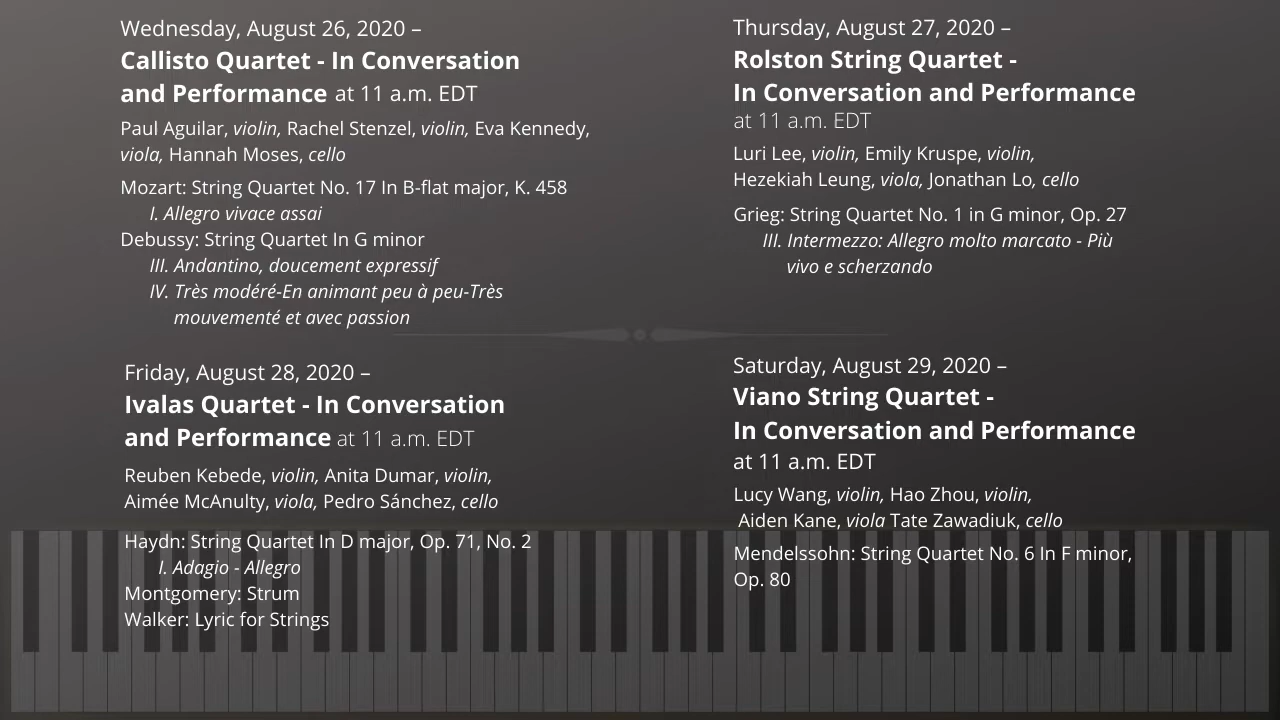 Wednesday, August 26, 2020 –
Callisto Quartet - In Conversation
and Performance at 11 a.m. EDT
Paul Aguilar, violin, Rachel Stenzel, violin, Eva Kennedy,
viola, Hannah Moses, cello
Mozart: String Quartet No. 17 In B-flat major, K. 458
I. Allegro vivace assai
Debussy: String Quartet In G minor
III. Andantino, doucement expressif
IV. Très modéré-En animant peu à peu-Très
mouvementé et avec passion
Thursday, August 27, 2020 –
Rolston String Quartet -
In Conversation and Performance
at 11 a.m. EDT
Luri Lee, violin, Emily Kruspe, violin,
Hezekiah Leung, viola, Jonathan Lo, cello
Grieg: String Quartet No. 1 in G minor, Op. 27
III. Intermezzo: Allegro molto marcato - Più
vivo e scherzando
Friday, August 28, 2020 –
Ivalas Quartet - In Conversation
and Performance at 11 a.m. EDT
Reuben Kebede, violin, Anita Dumar, violin,
Aimée McAnulty, viola, Pedro Sánchez, cello
Haydn: String Quartet In D major, Op. 71, No. 2
I. Adagio - Allegro
Montgomery: Strum
Walker: Lyric for Strings
Saturday, August 29, 2020 –
Viano String Quartet -
In Conversation and Performance
at 11 a.m. EDT
Lucy Wang, violin, Hao Zhou, violin,
Aiden Kane, viola Tate Zawadiuk, cello
Mendelssohn: String Quartet No. 6 In F minor,
Op. 80